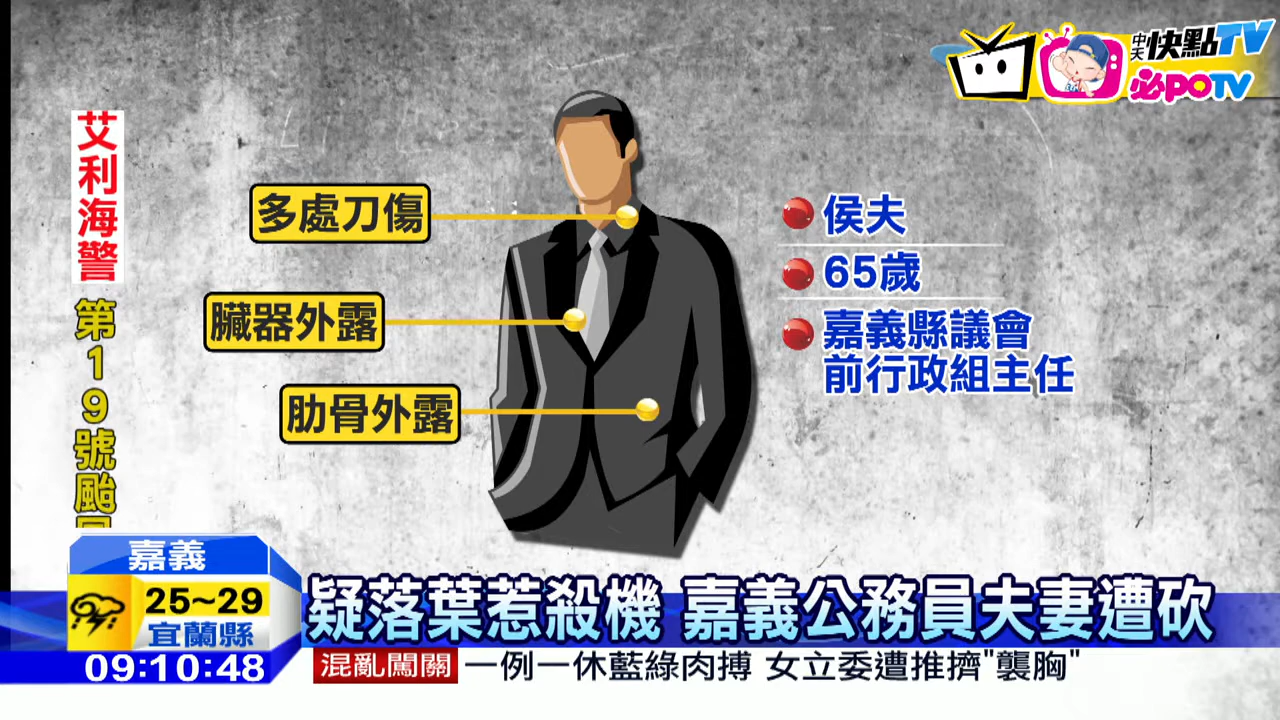 中天快點TV
必POTV
艾利海警
第19號颱
多處刀傷
臟器外露
肋骨外露
侯夫
65歲
嘉義縣議會
前行政組主任
嘉義
25~29
宜蘭縣
09:10:48
疑落葉惹殺機 嘉義公務員夫妻遭砍
混亂闖關 一例一休藍綠肉搏 女立委遭推擠"襲胸"